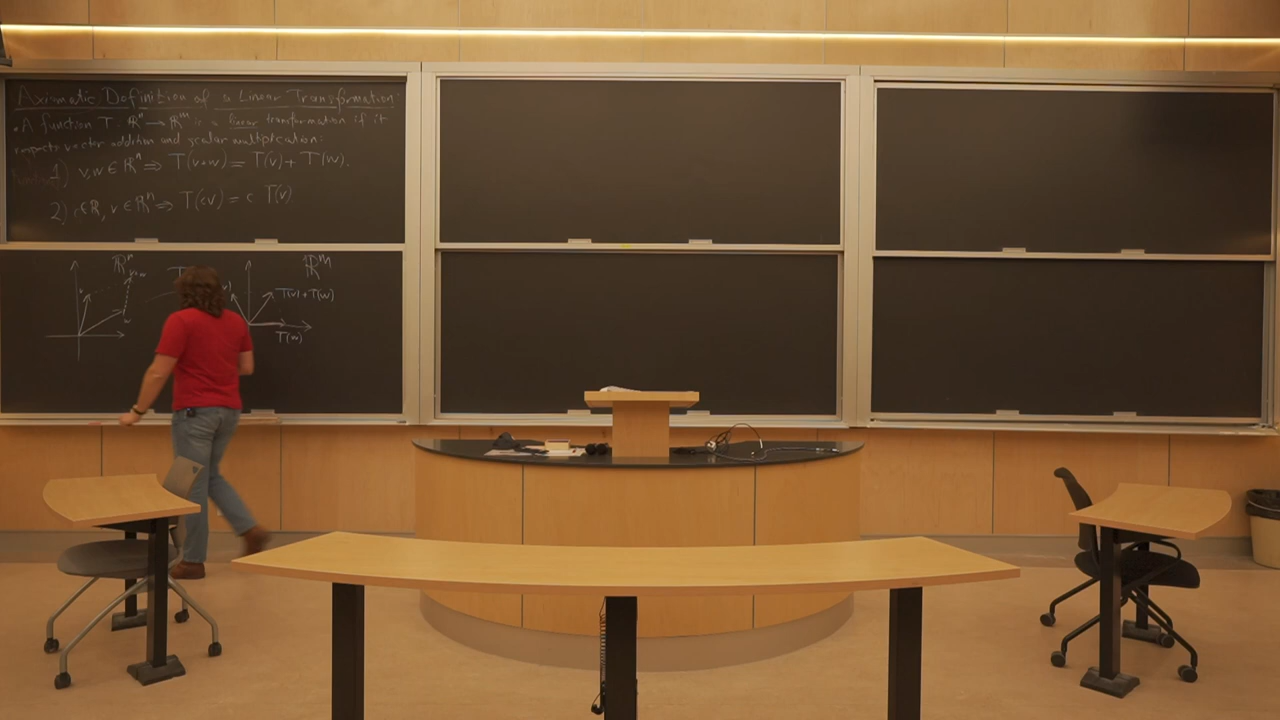 Axiomatic Definition of a Linear Transformation:
• A function T: ℝⁿ → ℝᵐ is a linear transformation if it
respects vector addition and scalar multiplication:
1) v,w ∈ ℝⁿ ⇒ T(v+w) = T(v) + T(w).
2) c∈ℝ, v ∈ ℝⁿ ⇒ T(cv) = c T(v)
ℝⁿ
v+w
v
w
T
ℝᵐ
T(v)+T(w)
T(w)